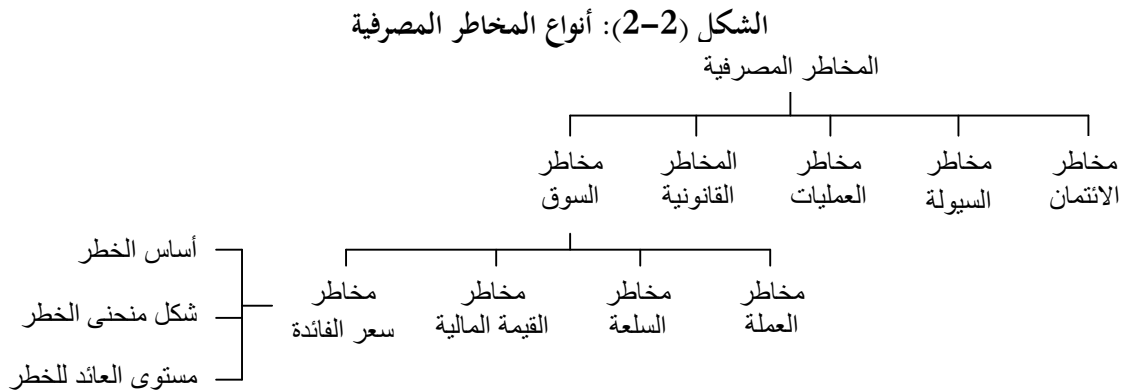 الشكل (2-2): أنواع المخاطر المصرفية
المخاطر المصرفية
مخاطر الائتمان
مخاطر السيولة
مخاطر العمليات
المخاطر القانونية
مخاطر السوق
مخاطر العملة
مخاطر السلعة
مخاطر القيمة المالية
مخاطر سعر الفائدة
أساس الخطر
شكل منحنى الخطر
مستوى العائد للخطر